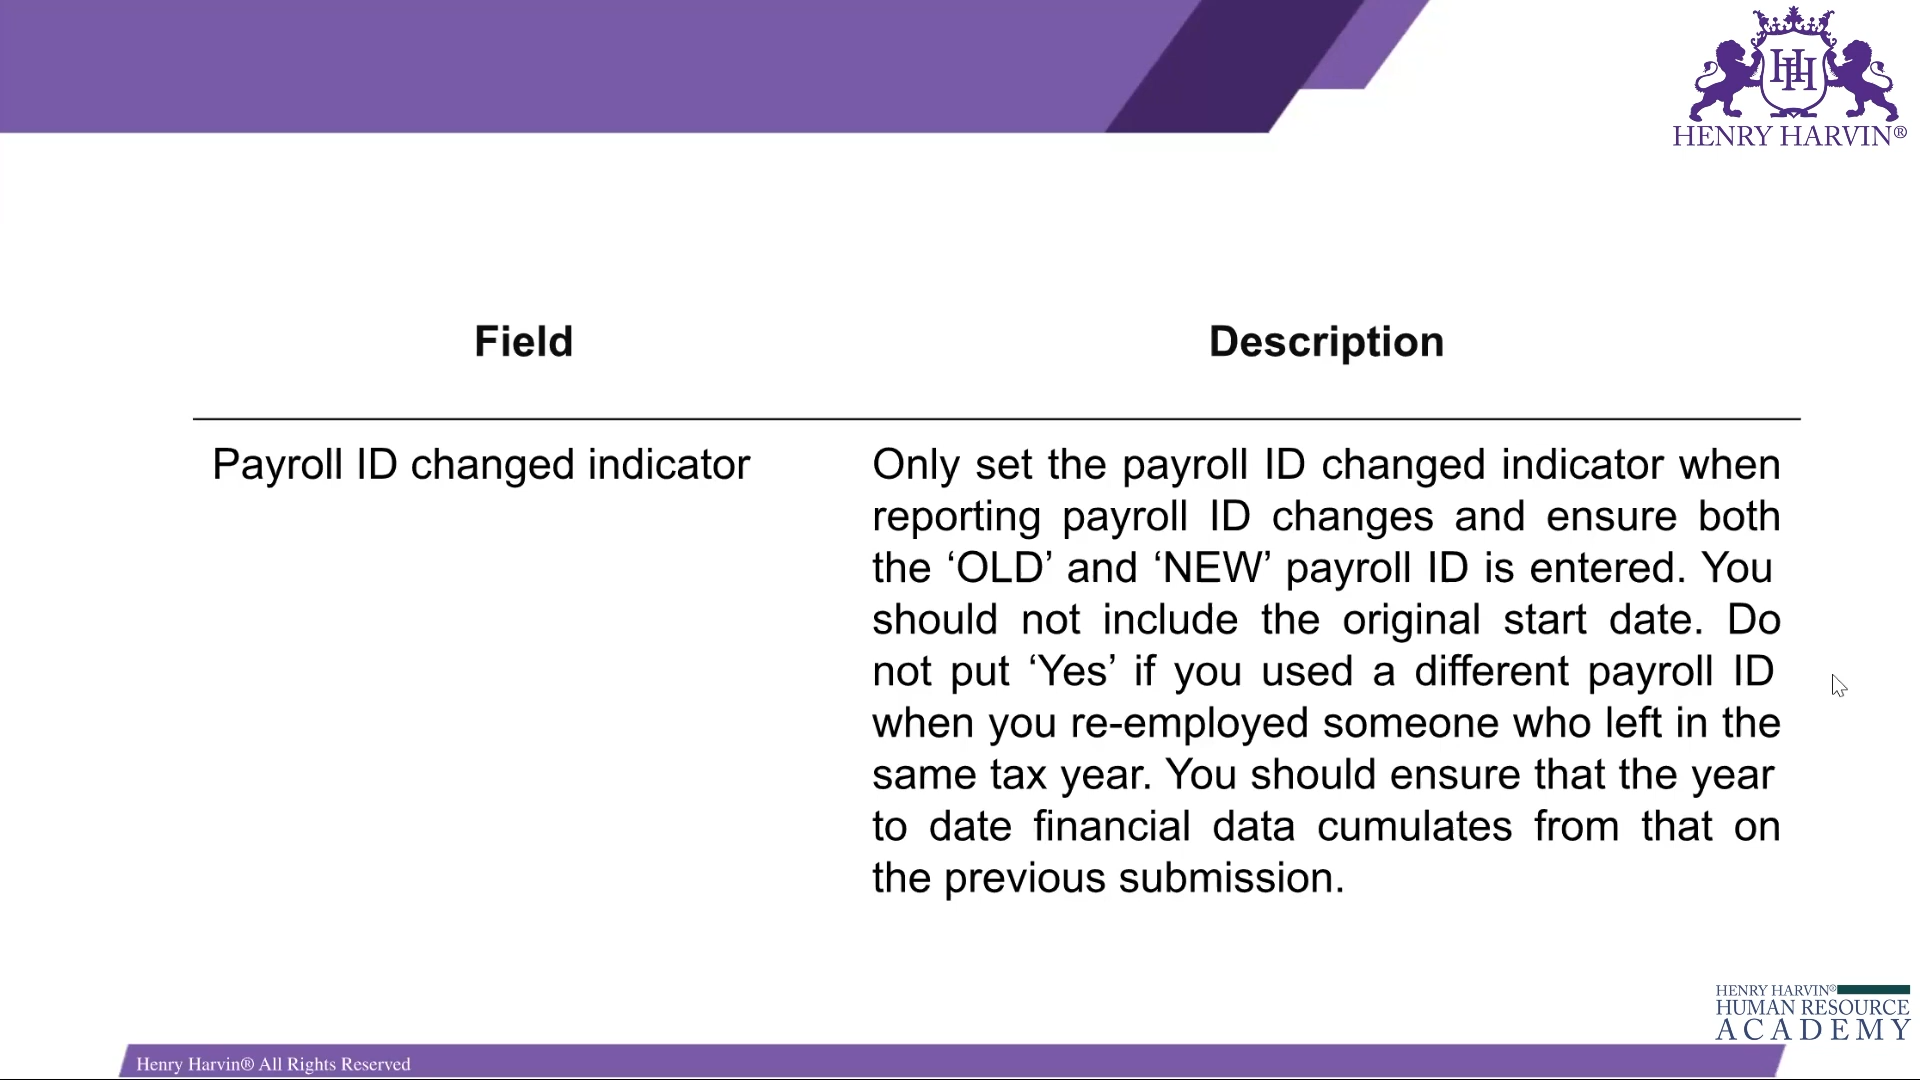 HH
HENRY HARVIN®
Field
Description
Payroll ID changed indicator
Only set the payroll ID changed indicator when
reporting payroll ID changes and ensure both
the ‘OLD’ and ‘NEW’ payroll ID is entered. You
should not include the original start date. Do
not put ‘Yes’ if you used a different payroll ID
when you re-employed someone who left in the
same tax year. You should ensure that the year
to date financial data cumulates from that on
the previous submission.
HENRY HARVIN®
HUMAN RESOURCE
ACADEMY
Henry Harvin® All Rights Reserved